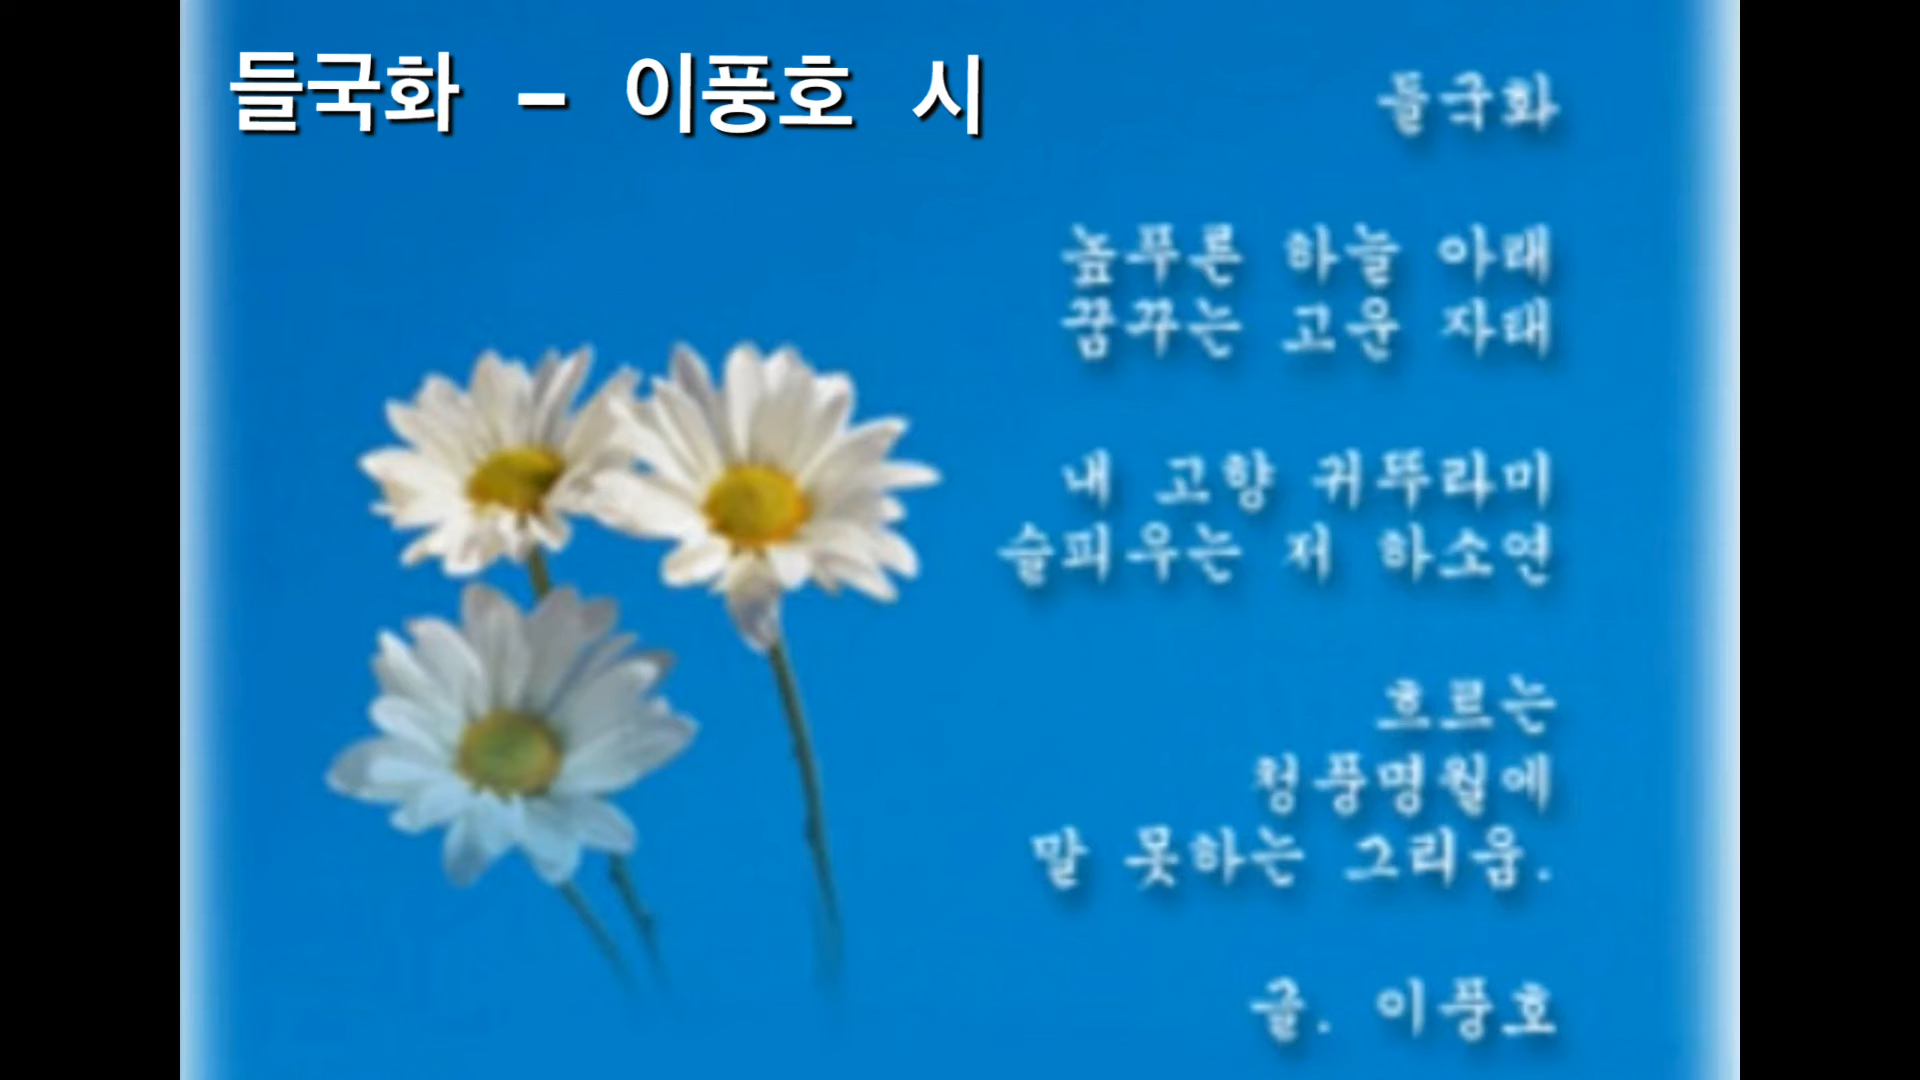 들국화 - 이풍호 시
들국화
높푸른 하늘 아래
꿈꾸는 고운 자태
내 고향 귀뚜라미
슬피우는 저 하소연
흐르는
청풍명월에
말 못하는 그리움.
글. 이풍호